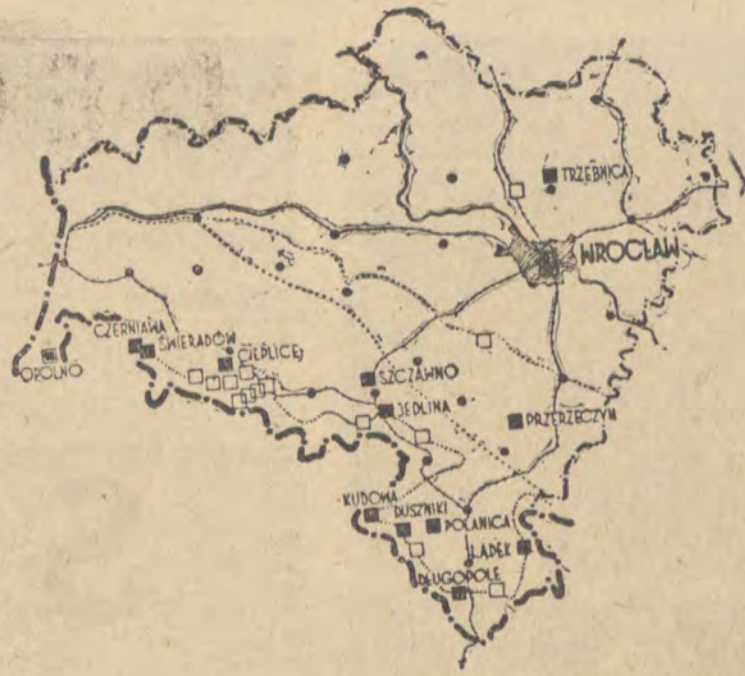 TRZEBNICA
WROCŁAW
CZERNIAWA
ŚWIERADÓW
CIEPLICE
OPOLNO
SZCZAWNO
JEDLINA
PRZERZECZYN
KUDOWA
DUSZNIKI
POLANICA
LĄDEK
DŁUGOPOLE